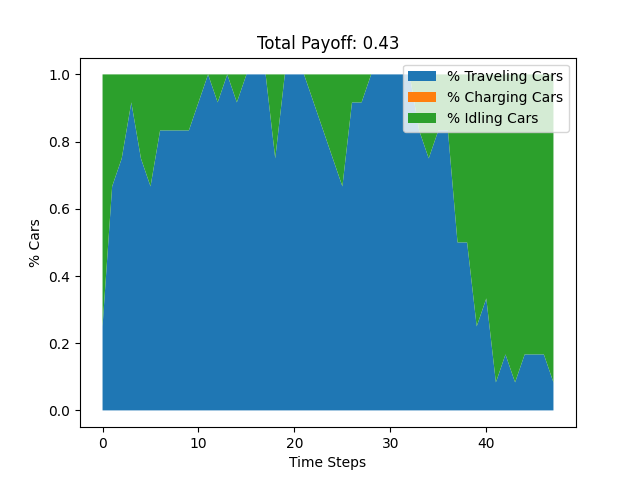 Total Payoff: 0.43
% Traveling Cars
% Charging Cars
% Idling Cars
1.0
0.8
0.6
0.4
0.2
0.0
% Cars
0
10
20
30
40
Time Steps